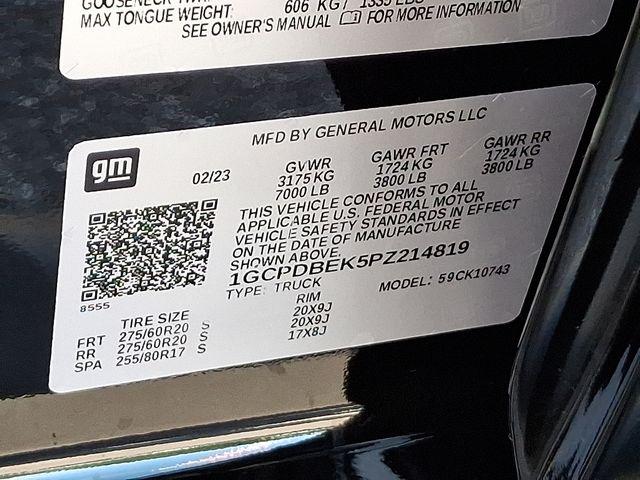 MAX TONGUE WEIGHT: 606 KG / 1335 LBS
SEE OWNER'S MANUAL FOR MORE INFORMATION
MFD BY GENERAL MOTORS LLC
gm
02/23
GVWR GAWR FRT GAWR RR
3175 KG 1724 KG 1724 KG
7000 LB 3800 LB 3800 LB
THIS VEHICLE CONFORMS TO ALL
APPLICABLE U.S. FEDERAL MOTOR
VEHICLE SAFETY STANDARDS IN EFFECT
ON THE DATE OF MANUFACTURE
SHOWN ABOVE
1GCPDBEK5PZ214819
TYPE: TRUCK MODEL: 59CK10743
8555
TIRE SIZE RIM
FRT 275/60R20 S 20X9J
RR 275/60R20 S 20X9J
SPA 255/80R17 S 17X8J